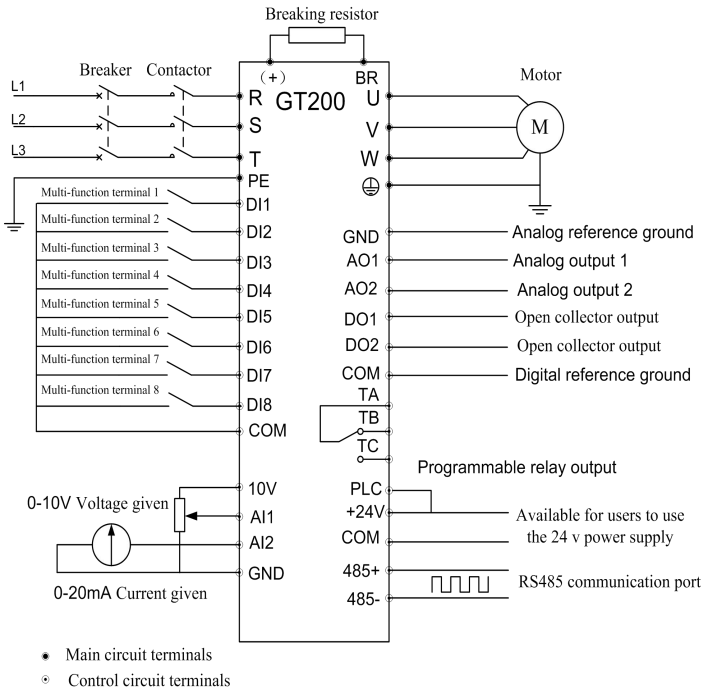 Breaking resistor
Breaker Contactor
(+) BR
Motor
L1 R GT200 U
L2 S V M
L3 T W
PE
Multi-function terminal 1 DI1
Multi-function terminal 2 DI2
Multi-function terminal 3 DI3
Multi-function terminal 4 DI4
Multi-function terminal 5 DI5
Multi-function terminal 6 DI6
Multi-function terminal 7 DI7
Multi-function terminal 8 DI8
COM
GND Analog reference ground
AO1 Analog output 1
AO2 Analog output 2
DO1 Open collector output
DO2 Open collector output
COM Digital reference ground
TA
TB
TC
Programmable relay output
0-10V Voltage given
10V
AI1
AI2
GND
0-20mA Current given
PLC
+24V
COM
Available for users to use
the 24 v power supply
485+
485-
RS485 communication port
Main circuit terminals
Control circuit terminals